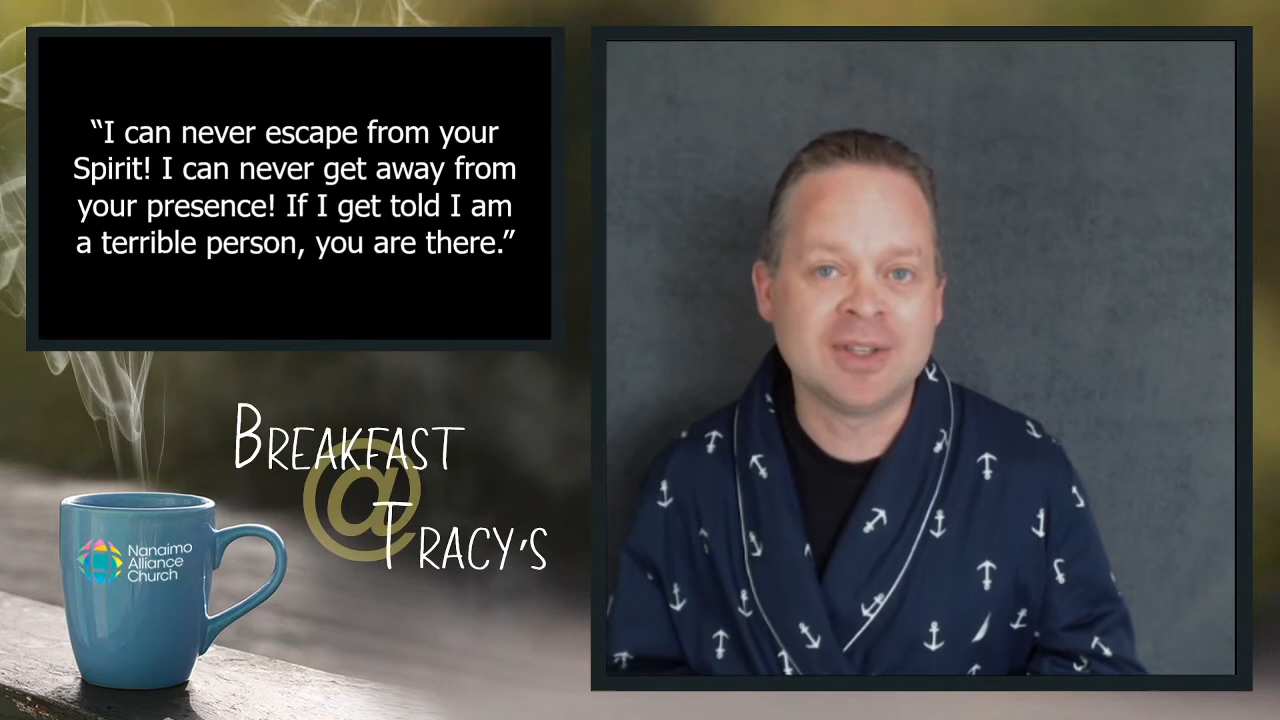 “I can never escape from your
Spirit! I can never get away from
your presence! If I get told I am
a terrible person, you are there.”
BREAKFAST
@
TRACY’S
Nanaimo
Alliance
Church